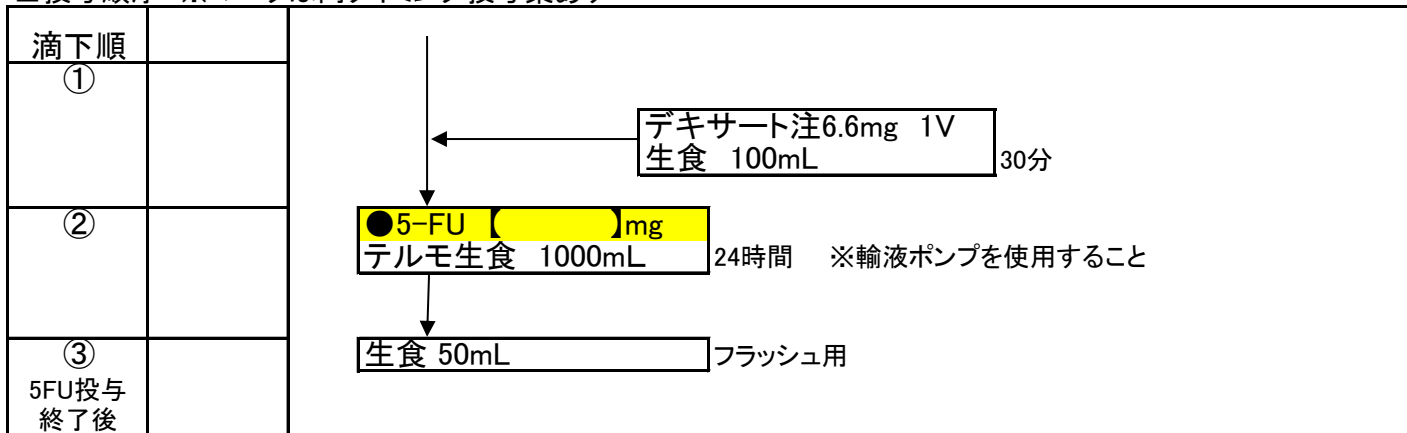 滴下順
①
デキサート注6.6mg 1V
生食 100mL 30分
② ●5-FU 【 】mg
テルモ生食 1000mL 24時間 ※輸液ポンプを使用すること
③ 生食 50mL フラッシュ用
5FU投与
終了後